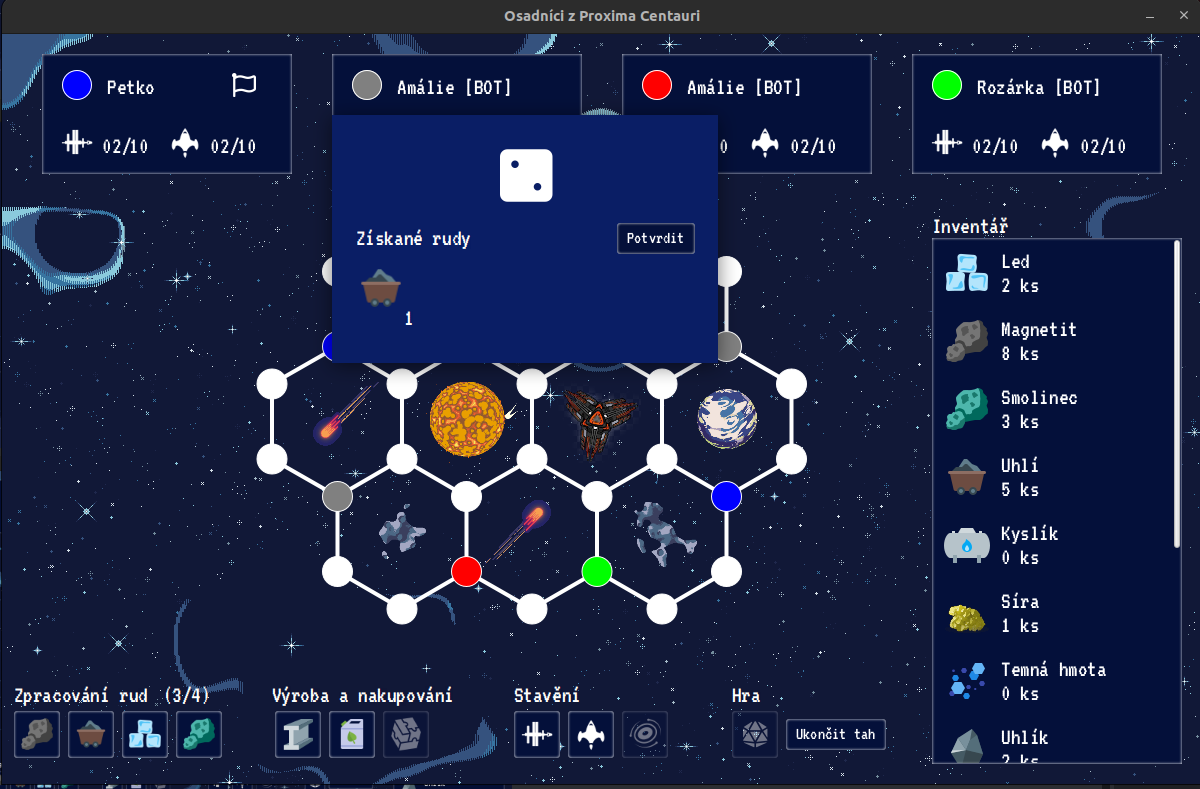 Osadníci z Proxima Centauri
Petko
02/10 02/10
Amálie [BOT]
Amálie [BOT]
0 02/10
Rozárka [BOT]
02/10 02/10
Získané rudy
Potvrdit
1
Inventář
Led
2 ks
Magnetit
8 ks
Smolinec
3 ks
Uhlí
5 ks
Kyslík
0 ks
Síra
1 ks
Temná hmota
0 ks
Uhlík
2 ks
Zpracování rud (3/4)
Výroba a nakupování
Stavění
Hra
Ukončit tah